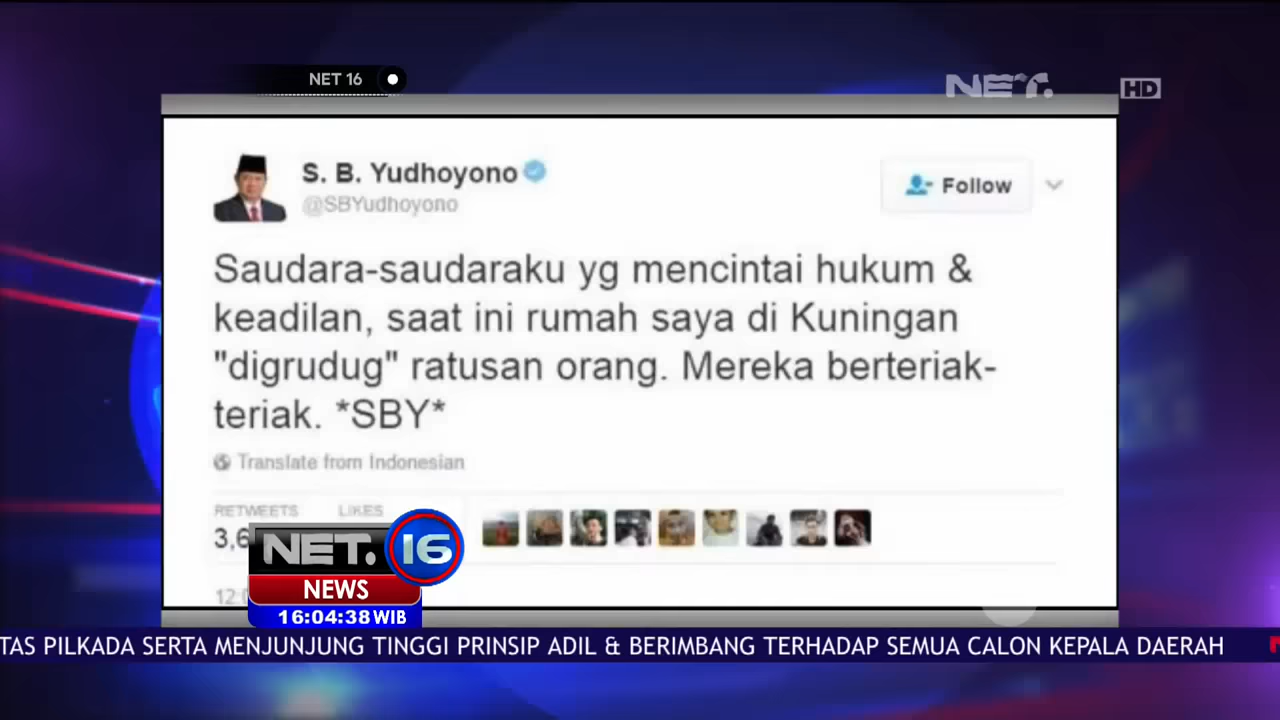 NET 16
NET.
HD
S. B. Yudhoyono
@SBYudhoyono
Follow
Saudara-saudaraku yg mencintai hukum &
keadilan, saat ini rumah saya di Kuningan
"digrudug" ratusan orang. Mereka berteriak-
teriak. *SBY*
Translate from Indonesian
RETWEETS LIKES
3,6
NET. 16
NEWS
16:04:38 WIB
TAS PILKADA SERTA MENJUNJUNG TINGGI PRINSIP ADIL & BERIMBANG TERHADAP SEMUA CALON KEPALA DAERAH